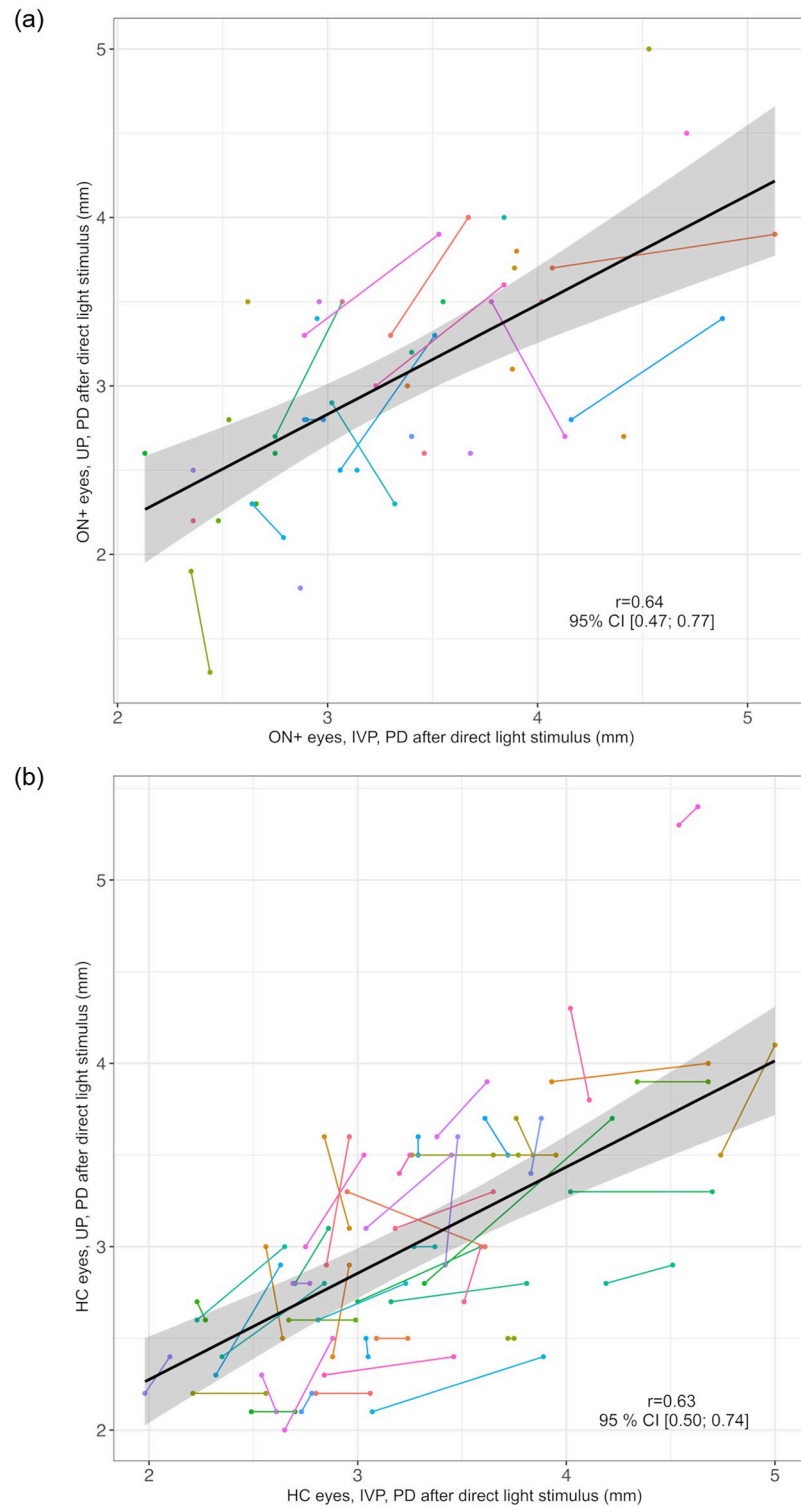 (a)
5
4
3
2
ON+ eyes, UP, PD after direct light stimulus (mm)
r=0.64
95% CI [0.47; 0.77]
2
3
4
5
ON+ eyes, IVP, PD after direct light stimulus (mm)
(b)
5
4
3
2
HC eyes, UP, PD after direct light stimulus (mm)
r=0.63
95 % CI [0.50; 0.74]
2
3
4
5
HC eyes, IVP, PD after direct light stimulus (mm)